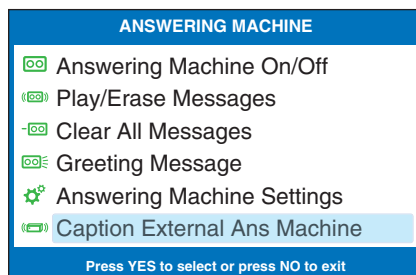 ANSWERING MACHINE
Answering Machine On/Off
Play/Erase Messages
Clear All Messages
Greeting Message
Answering Machine Settings
Caption External Ans Machine
Press YES to select or press NO to exit